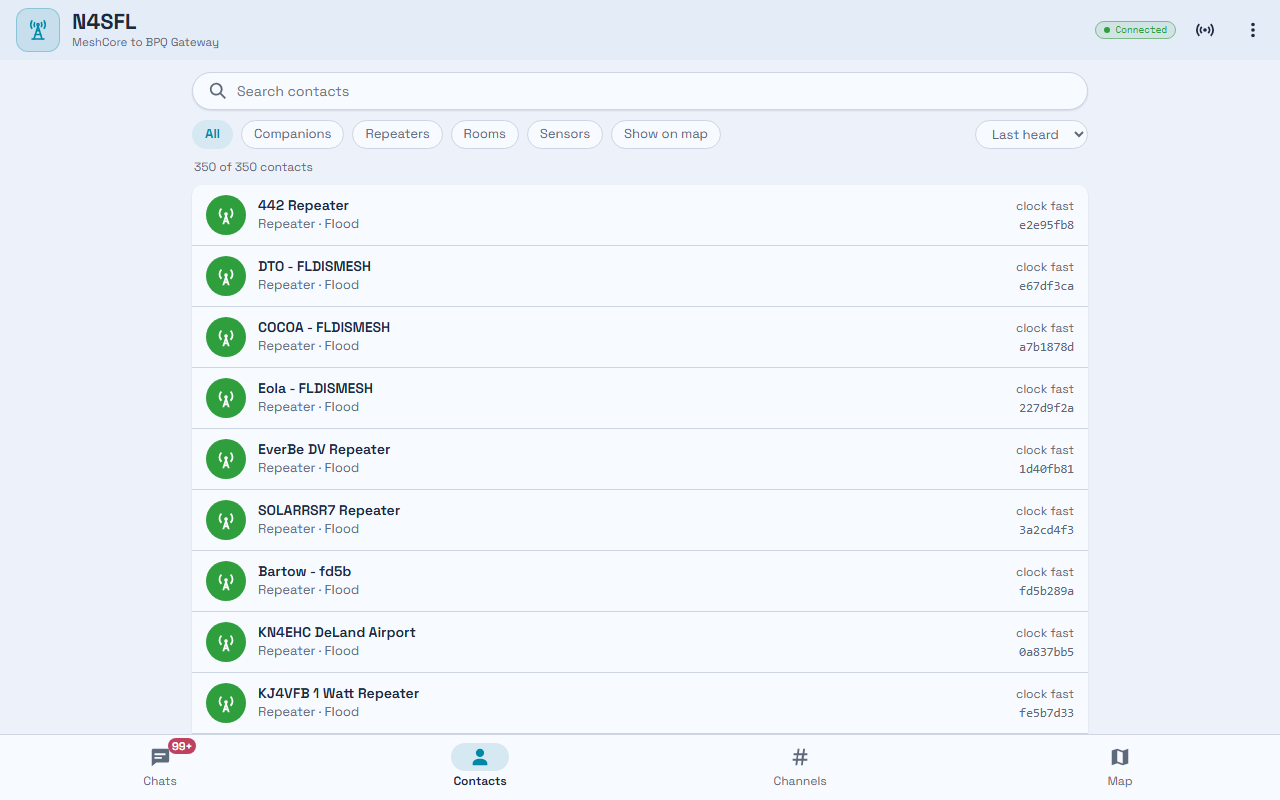 N4SFL
MeshCore to BPQ Gateway
Connected
Search contacts
All
Companions
Repeaters
Rooms
Sensors
Show on map
Last heard
350 of 350 contacts
442 Repeater
clock fast
Repeater · Flood
e2e95fb8
DTO - FLDISMESH
clock fast
Repeater · Flood
e67df3ca
COCOA - FLDISMESH
clock fast
Repeater · Flood
a7b1878d
Eola - FLDISMESH
clock fast
Repeater · Flood
227d9f2a
EverBe DV Repeater
clock fast
Repeater · Flood
1d40fb81
SOLARRSR7 Repeater
clock fast
Repeater · Flood
3a2cd4f3
Bartow - fd5b
clock fast
Repeater · Flood
fd5b289a
KN4EHC DeLand Airport
clock fast
Repeater · Flood
0a837bb5
KJ4VFB 1 Watt Repeater
clock fast
Repeater · Flood
fe5b7d33
99+
Chats
Contacts
Channels
Map